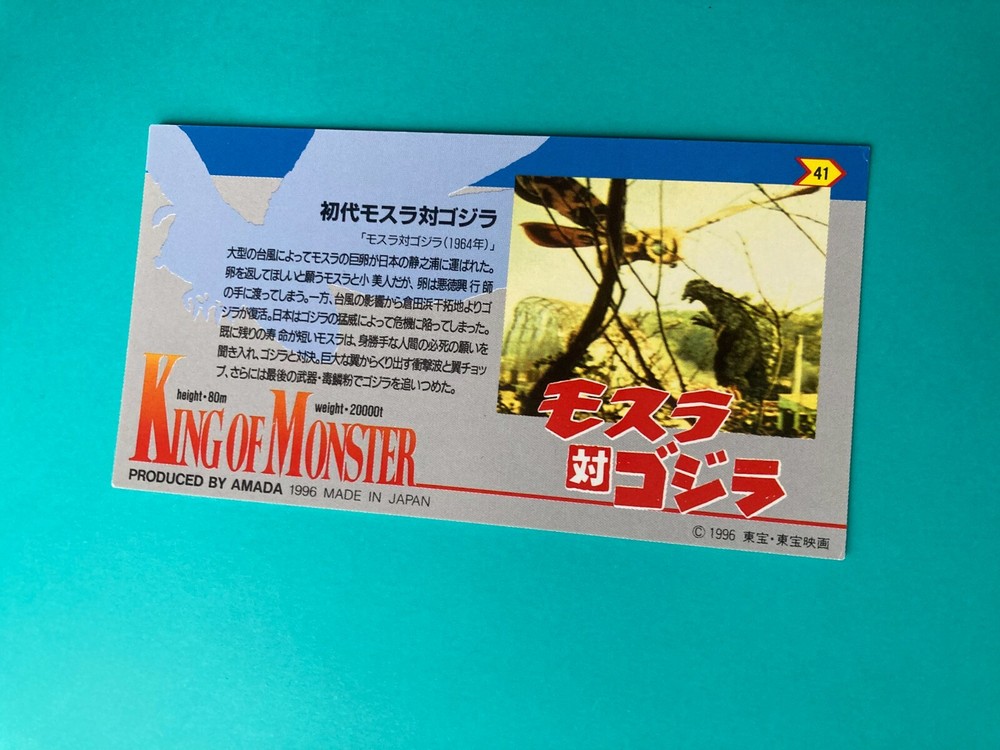 41
初代モスラ対ゴジラ
「モスラ対ゴジラ(1964年)」
大型の台風によってモスラの巨卵が日本の静之浦に運ばれた。
卵を返してほしいと願うモスラと小美人だが、卵は悪徳興行師
の手に渡ってしまう。一方、台風の影響から倉田浜干拓地よりゴ
ジラが復活。日本はゴジラの猛威によって危機に陥ってしまった。
既に残りの寿命が短いモスラは、身勝手な人間の必死の願いを
聞き入れ、ゴジラと対決。巨大な翼からくり出す衝撃波と翼チョッ
プ、さらには最後の武器・毒鱗粉でゴジラを追いつめた。
height・80m
weight・20000t
KING OF MONSTER
PRODUCED BY AMADA 1996 MADE IN JAPAN
モスラ
対ゴジラ
© 1996 東宝・東宝映画